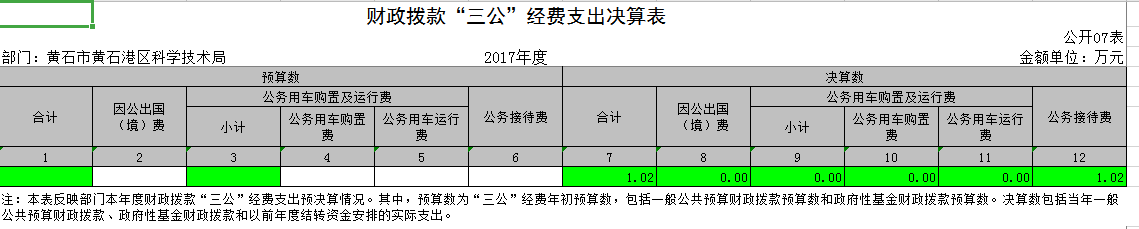 财政拨款“三公”经费支出决算表
公开07表
部门：黄石市黄石港区科学技术局 2017年度 金额单位：万元
预算数 决算数
合计 因公出国（境）费 公务用车购置及运行费 公务接待费 合计 因公出国（境）费 公务用车购置及运行费 公务接待费
小计 公务用车购置费 公务用车运行费 小计 公务用车购置费 公务用车运行费
1 2 3 4 5 6 7 8 9 10 11 12
1.02 0.00 0.00 0.00 0.00 1.02
注：本表反映部门本年度财政拨款“三公”经费支出预决算情况。其中，预算数为“三公”经费年初预算数，包括一般公共预算财政拨款预算数和政府性基金财政拨款预算数。决算数包括当年一般
公共预算财政拨款、政府性基金财政拨款和以前年度结转资金安排的实际支出。